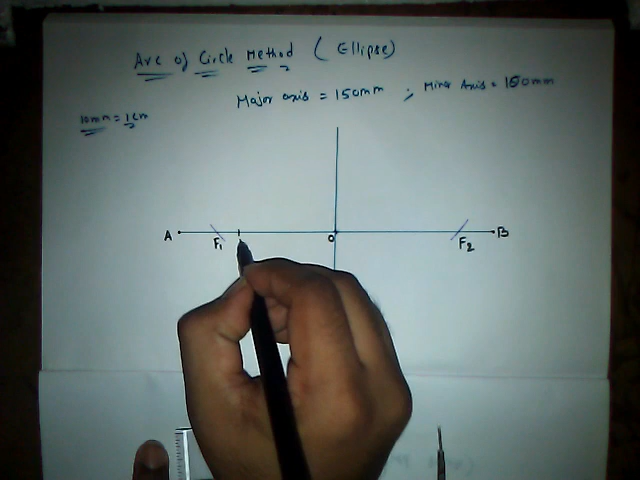 Arc of Circle Method (Ellipse)
Major axis = 150mm ; Minor Axis = 150mm
10mm = 1cm
A F₁ O F₂ B